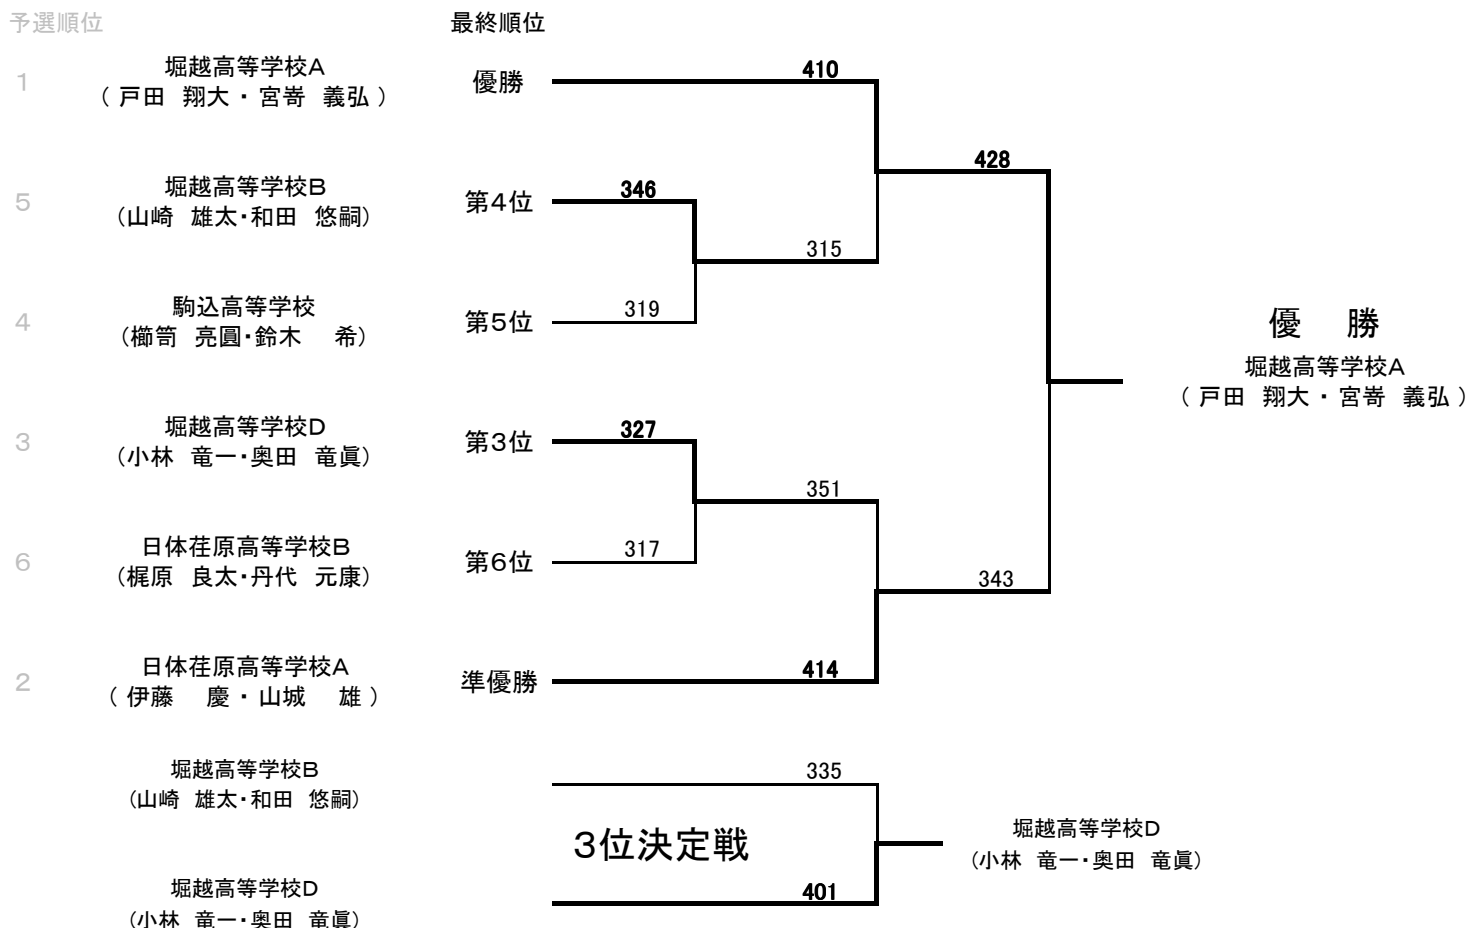 予選順位 最終順位
1 堀越高等学校A 優勝 410
（ 戸田 翔大 ・ 宮嵜 義弘 ）
428
5 堀越高等学校B 第4位 346
（山崎 雄太・和田 悠嗣）
315
4 駒込高等学校 第5位 319
（櫛笥 亮圓・鈴木 希）
優 勝
堀越高等学校A
（ 戸田 翔大 ・ 宮嵜 義弘 ）
3 堀越高等学校D 第3位 327
（小林 竜一・奥田 竜眞）
351
6 日体荏原高等学校B 第6位 317
（梶原 良太・丹代 元康）
343
2 日体荏原高等学校A 準優勝 414
（ 伊藤 慶 ・ 山城 雄 ）
堀越高等学校B 335
（山崎 雄太・和田 悠嗣）
3位決定戦
堀越高等学校D
（小林 竜一・奥田 竜眞）
堀越高等学校D 401
（小林 竜一・奥田 竜眞）